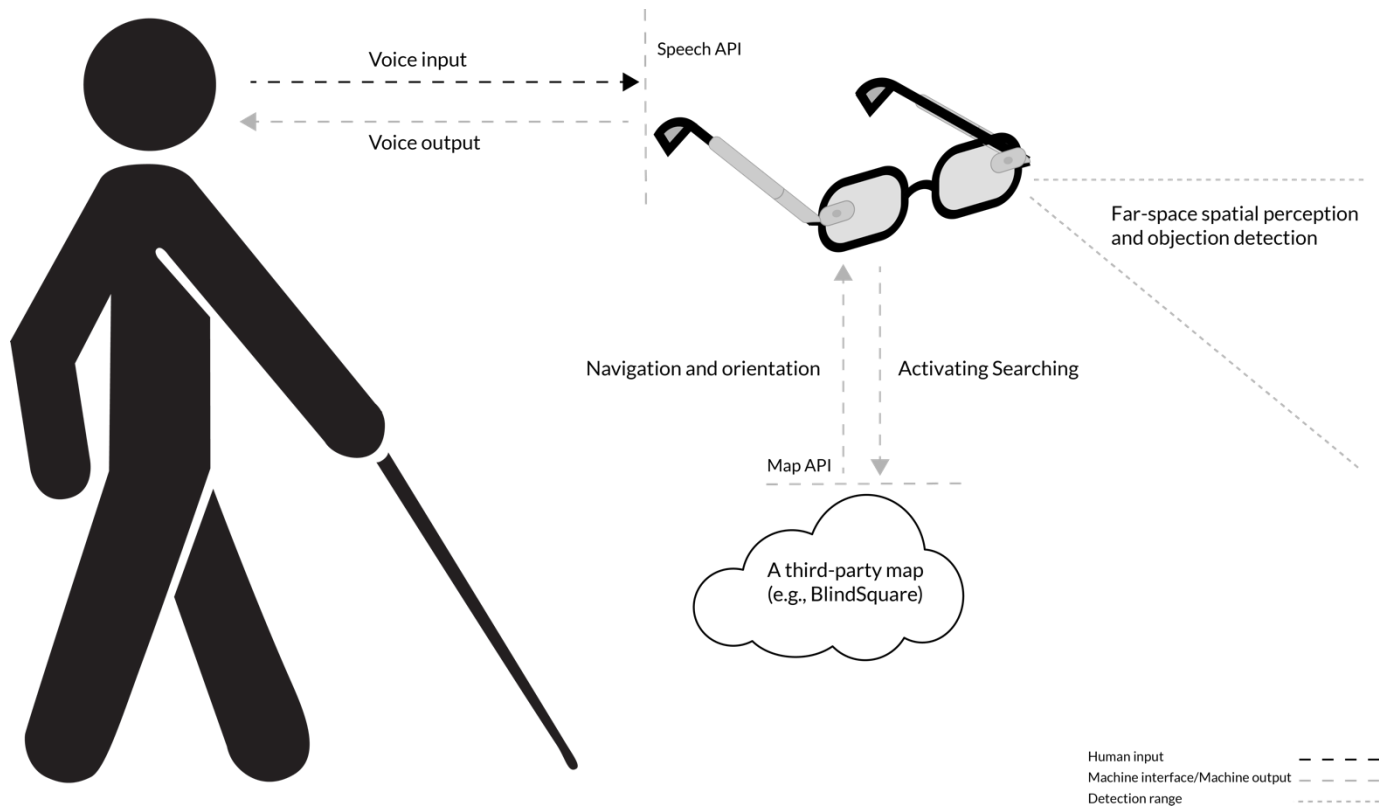 Voice input
Speech API
Voice output
Far-space spatial perception
and objection detection
Navigation and orientation
Activating Searching
Map API
A third-party map
(e.g., BlindSquare)
Human input
Machine interface/Machine output
Detection range